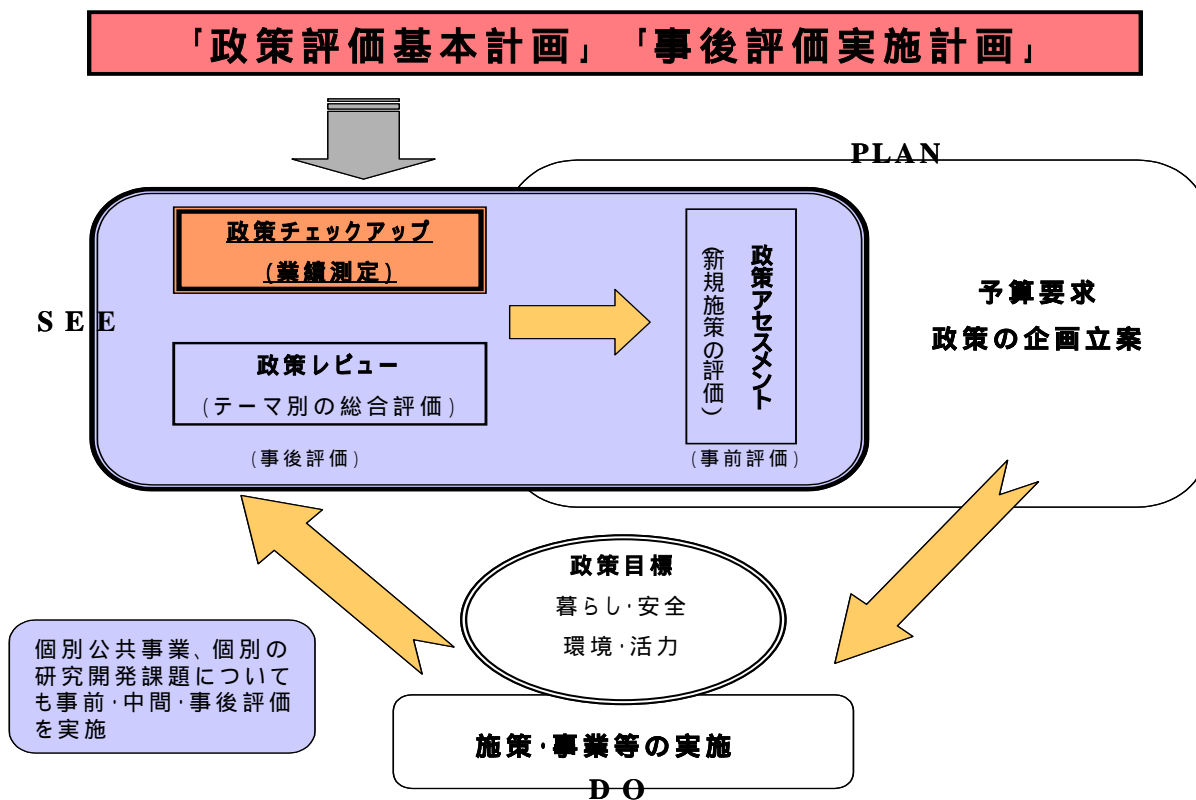 「政策評価基本計画」「事後評価実施計画」
PLAN
SEE
政策チェックアップ
(業績測定)
政策レビュー
(テーマ別の総合評価)
(事後評価)
政策アセスメント
(新規施策の評価)
(事前評価)
予算要求
政策の企画立案
政策目標
暮らし・安全
環境・活力
個別公共事業、個別の
研究開発課題について
も事前・中間・事後評価
を実施
施策・事業等の実施
DO